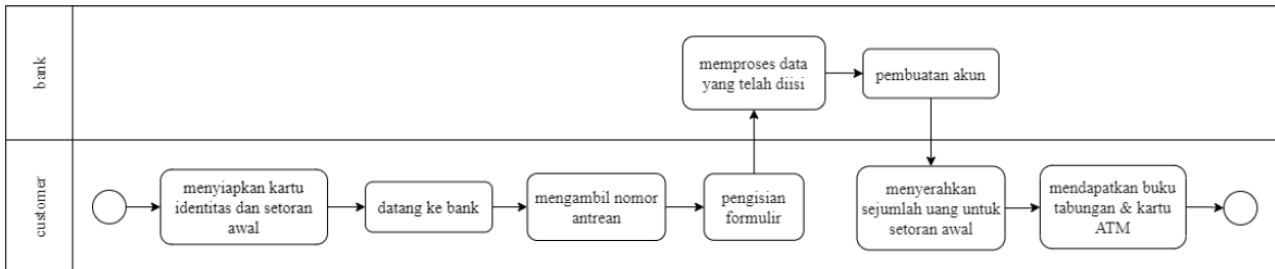 bank
memproses data
yang telah diisi
pembuatan akun
customer
menyiapkan kartu
identitas dan setoran
awal
datang ke bank
mengambil nomor
antrean
pengisian
formulir
menyerahkan
sejumlah uang untuk
setoran awal
mendapatkan buku
tabungan & kartu
ATM